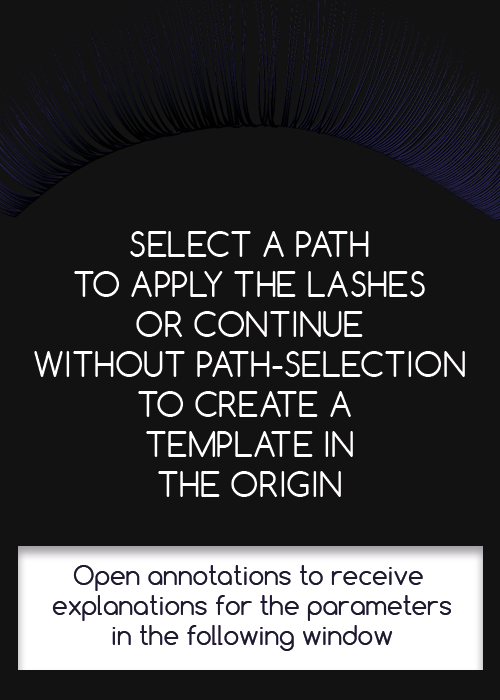 SELECT A PATH
TO APPLY THE LASHES
OR CONTINUE
WITHOUT PATH-SELECTION
TO CREATE A
TEMPLATE IN
THE ORIGIN
Open annotations to receive
explanations for the parameters
in the following window